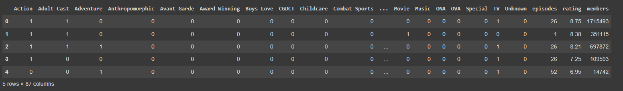 Action Adult Cast Adventure Anthropomorphic Avant Garde Award Winning Boys Love CGDCT Childcare Combat Sports ... Movie Music ONA OVA Special TV Unknown episodes rating members
0 1 1 0 0 0 0 0 0 0 0 ... 0 0 0 0 0 1 0 26 8.75
1 1 1 0 0 0 0 0 0 0 0 ... 1 0 0 0 0 0 0 1 8.38
2 1 1 1 0 0 0 0 0 0 0 ... 0 0 0 0 0 1 0 26 8.21
3 1 0 0 0 0 0 0 0 0 0 ... 0 0 0 0 0 1 0 26 7.25
4 0 0 1 0 0 0 0 0 0 0 ... 0 0 0 0 0 1 0 52 6.95 14742
5 rows × 87 columns